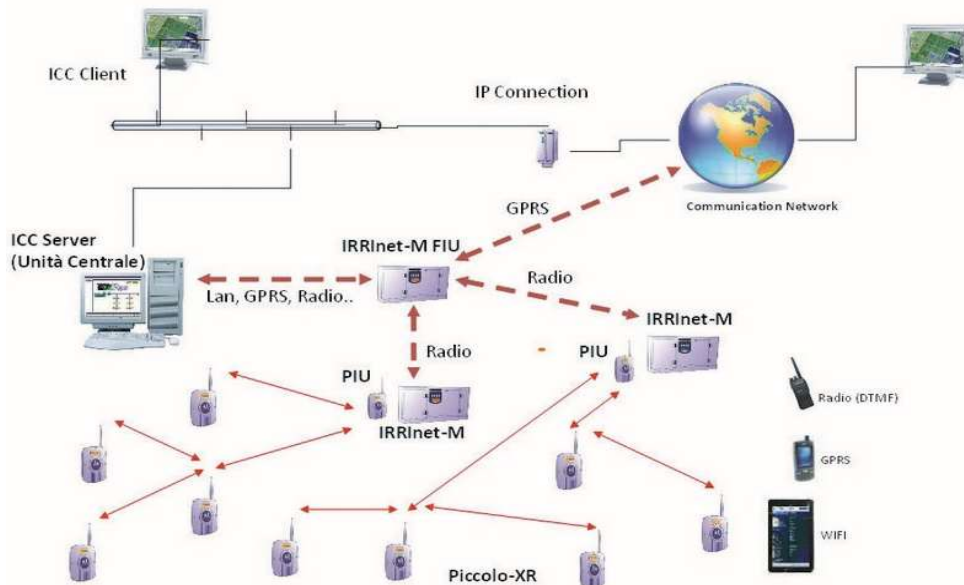 ICC Client
IP Connection
GPRS
Communication Network
IRRInet-M FIU
ICC Server
(Unità Centrale)
Radio
Lan, GPRS, Radio..
IRRInet-M
Radio
PIU
PIU
IRRInet-M
Radio (DTMF)
GPRS
WIFI
Piccolo-XR